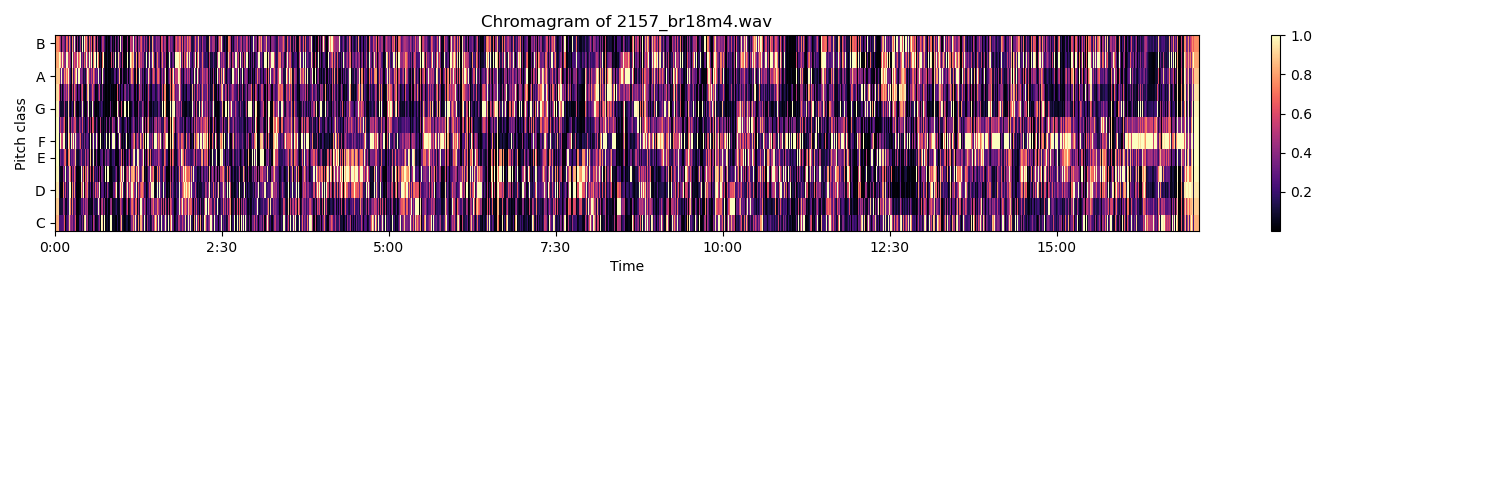 Chromagram of 2157_br18m4.wav
B
A
G
F
E
D
C
Pitch class
0:00 2:30 5:00 7:30 10:00 12:30 15:00
Time
1.0
0.8
0.6
0.4
0.2